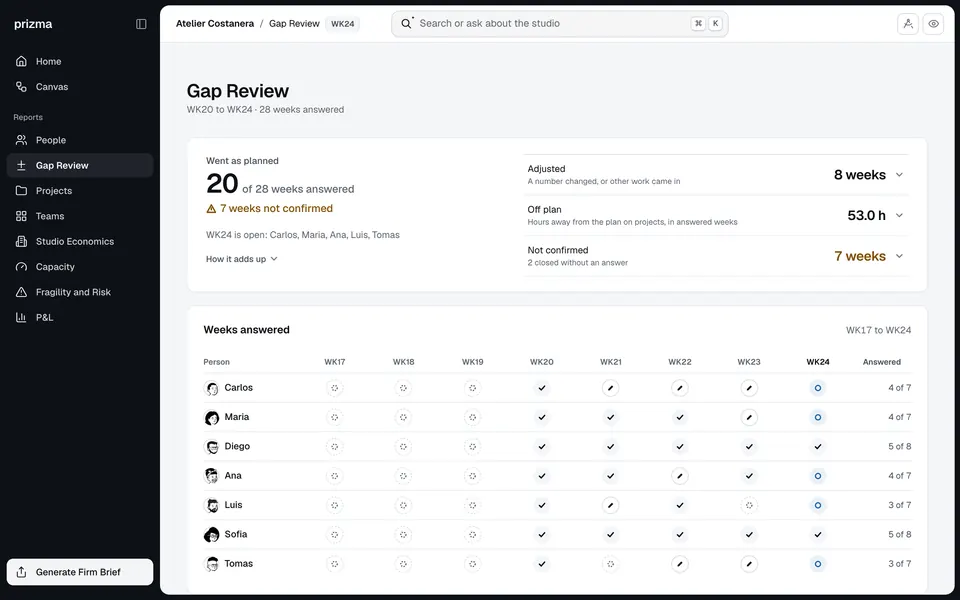 prizma
Home
Canvas
Reports
People
Gap Review
Projects
Teams
Studio Economics
Capacity
Fragility and Risk
P&L
Generate Firm Brief
Atelier Costanera / Gap Review WK24
Search or ask about the studio
⌘ K
Gap Review
WK20 to WK24 · 28 weeks answered
Went as planned
20 of 28 weeks answered
7 weeks not confirmed
WK24 is open: Carlos, Maria, Ana, Luis, Tomas
How it adds up
Adjusted
A number changed, or other work came in
8 weeks
Off plan
Hours away from the plan on projects, in answered weeks
53.0 h
Not confirmed
2 closed without an answer
7 weeks
Weeks answered
WK17 to WK24
Person WK17 WK18 WK19 WK20 WK21 WK22 WK23 WK24 Answered
Carlos 4 of 7
Maria 4 of 7
Diego 5 of 8
Ana 4 of 7
Luis 3 of 7
Sofia 5 of 8
Tomas 3 of 7